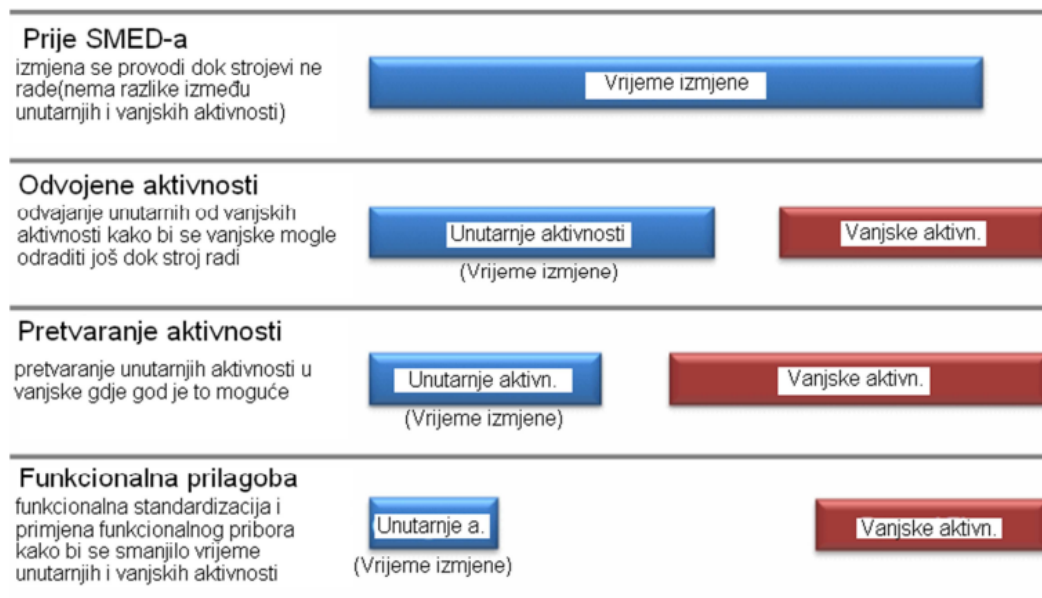 Prije SMED-a
izmjena se provodi dok strojevi ne
rade(nema razlike između
unutarnjih i vanjskih aktivnosti)
Vrijeme izmjene
Odvojene aktivnosti
odvajanje unutarnih od vanjskih
aktivnosti kako bi se vanjske mogle
odraditi još dok stroj radi
Unutarnje aktivnosti
(Vrijeme izmjene)
Vanjske aktivn.
Pretvaranje aktivnosti
pretvaranje unutarnjih aktivnosti u
vanjske gdje god je to moguće
Unutarnje aktivn.
(Vrijeme izmjene)
Vanjske aktivn.
Funkcionalna prilagoba
funkcionalna standardizacija i
primjena funkcionalnog pribora
kako bi se smanjilo vrijeme
unutarnjih i vanjskih aktivnosti
Unutarnje a.
(Vrijeme izmjene)
Vanjske aktivn.